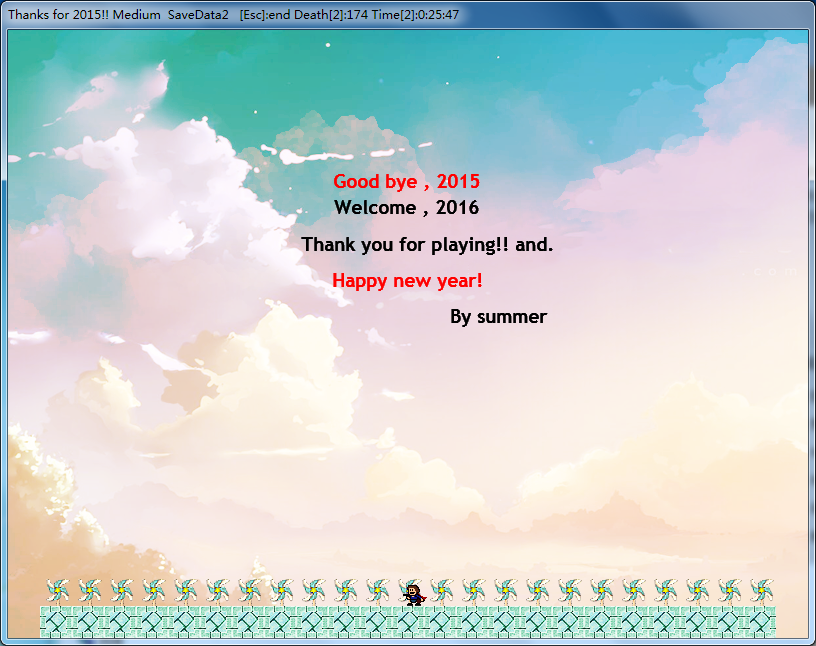 Thanks for 2015!! Medium  SaveData2   [Esc]:end Death[2]:174 Time[2]:0:25:47
Good bye , 2015
Welcome , 2016
Thank you for playing!! and.
Happy new year!
By summer